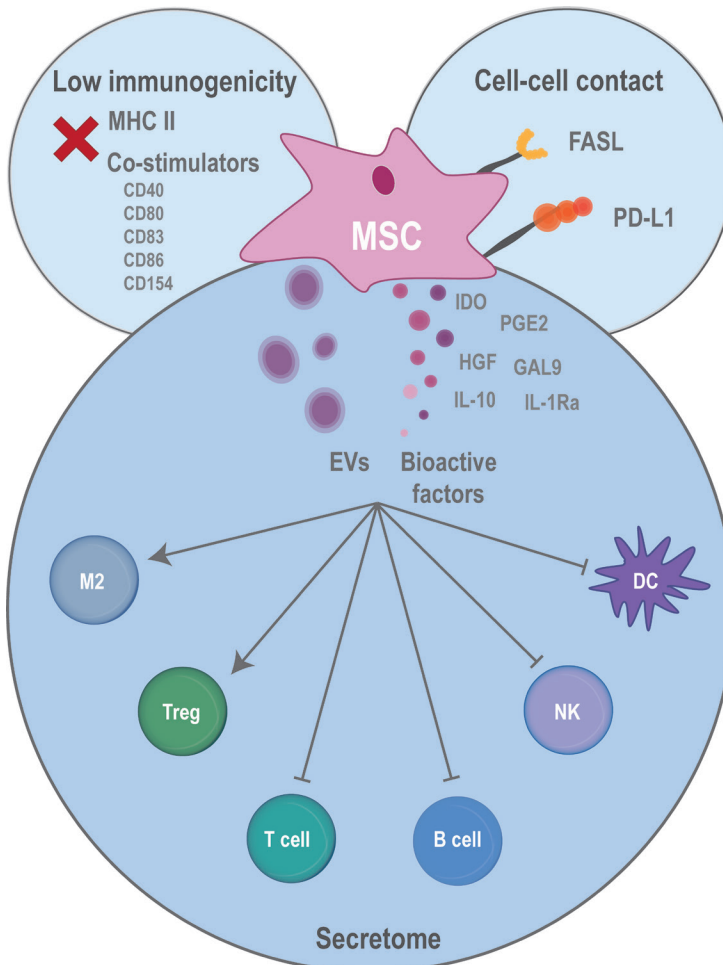 Low immunogenicity
MHC II
Co-stimulators
CD40
CD80
CD83
CD86
CD154
Cell-cell contact
FASL
PD-L1
MSC
IDO
PGE2
HGF
GAL9
IL-10
IL-1Ra
EVs
Bioactive
factors
M2
DC
Treg
NK
T cell
B cell
Secretome